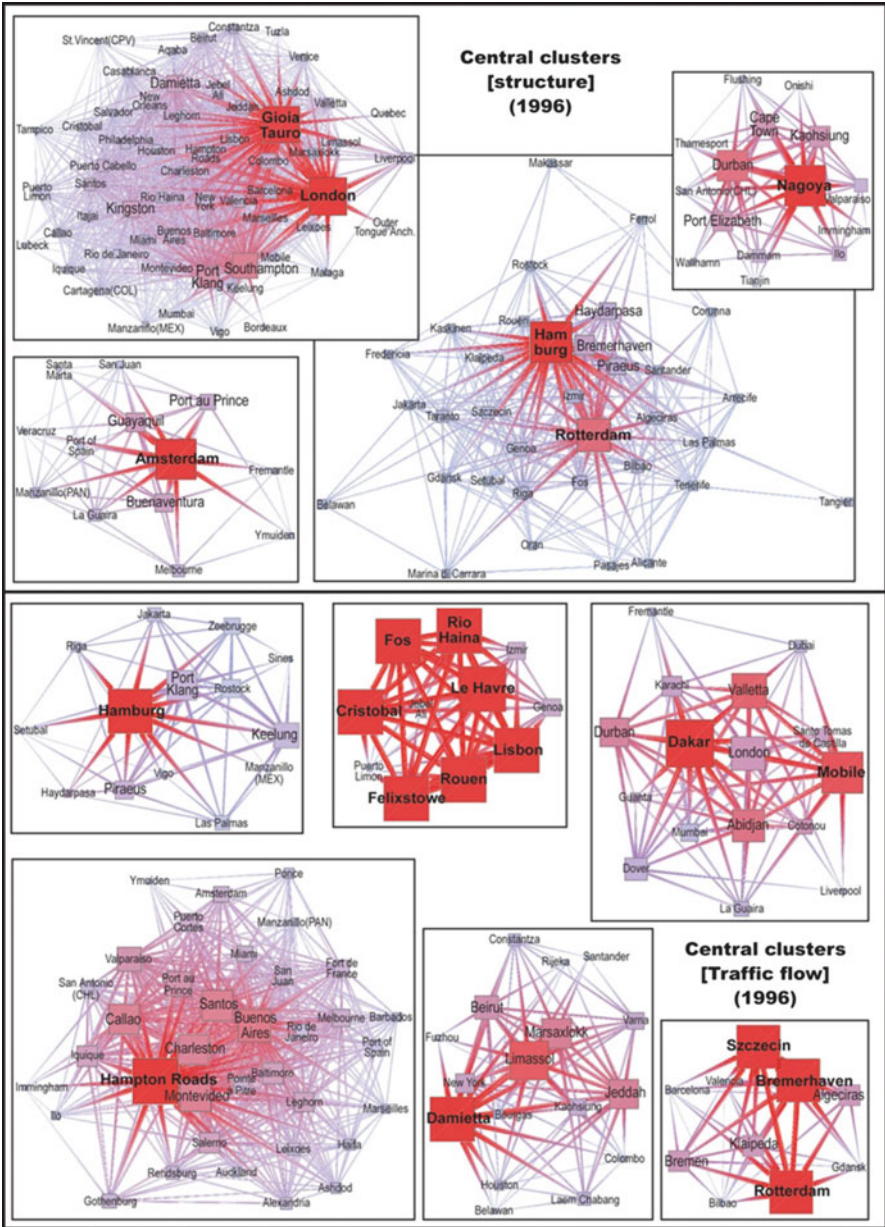 Central clusters
[structure]
(1996)
Constantza
Tuzla
St.Vincent(CPV)
Beirut
Aqaba
Venice
Casablanca
Damietta
Jebel
Ali
Ashdod
New
Orleans
Jeddah
Valletta
Salvador
Leghorn
Gioia
Tauro
Quebec
Tampico
Cristobal
Philadelphia
Lisbon
Limassol
Houston
Hampton
Roads
Marsaxlokk
Liverpool
Puerto Cabello
Colombo
Charleston
Puerto
Limon
Santos
Barcelona
Rio Haina
New
York
Valencia
London
Itajai
Kingston
Marseilles
Outer
Tongue Anch.
Callao
Miami
Buenos
Aires
Baltimore
Leixoes
Lubeck
Rio de Janeiro
Mobile
Iquique
Montevideo
Port
Klang
Southampton
Malaga
Cartagena(COL)
Keelung
Mumbai
Manzanillo(MEX)
Vigo
Bordeaux
Flushing
Onishi
Cape
Town
Kaohsiung
Thamesport
Durban
Nagoya
San Antonio(CHL)
Valparaiso
Port Elizabeth
Immingham
Wallhamn
Dammam
Ilo
Tianjin
Makassar
Ferrol
Rostock
Haydarpasa
Corunna
Rouen
Kaskinen
Ham
burg
Bremerhaven
Fredericia
Klaipeda
Piraeus
Santander
Izmir
Arrecife
Jakarta
Taranto
Szczecin
Algeciras
Rotterdam
Las Palmas
Genoa
Bilbao
Gdansk
Setubal
Fos
Riga
Tenerife
Belawan
Tangier
Oran
Marina di Carrara
Pasajes
Alicante
Santa
Marta
San Juan
Port au Prince
Guayaquil
Veracruz
Port of
Spain
Amsterdam
Fremantle
Manzanillo(PAN)
Buenaventura
La Guaira
Ymuiden
Melbourne
Jakarta
Zeebrugge
Riga
Sines
Port
Klang
Rostock
Hamburg
Setubal
Keelung
Vigo
Manzanillo
(MEX)
Haydarpasa
Piraeus
Las Palmas
Rio
Haina
Fos
Izmir
Le Havre
Cristobal
Jebel
Ali
Genoa
Lisbon
Puerto
Limon
Rouen
Felixstowe
Fremantle
Dubai
Karachi
Valletta
Durban
Santo Tomas
de Castilla
Dakar
London
Mobile
Guanta
Abidjan
Mumbai
Cotonou
Dover
Liverpool
La Guaira
Ymuiden
Ponce
Amsterdam
Puerto
Cortes
Manzanillo(PAN)
Valparaiso
Miami
Fort de
France
San Antonio
(CHL)
Port au
Prince
San
Juan
Santos
Callao
Buenos
Aires
Melbourne
Barbados
Rio de
Janeiro
Port of
Spain
Iquique
Charleston
Hampton Roads
Baltimore
Immingham
Pointe
a Pitre
Ilo
Montevideo
Leghorn
Marseilles
Salerno
Leixoes
Haifa
Rendsburg
Auckland
Ashdod
Gothenburg
Alexandria
Constantza
Santander
Rijeka
Beirut
Varna
Fuzhou
Marsaxlokk
Limassol
New York
Jeddah
Damietta
Bourgas
Kaohsiung
Colombo
Houston
Laem Chabang
Belawan
Central clusters
[Traffic flow]
(1996)
Szczecin
Valencia
Bremerhaven
Barcelona
Algeciras
Klaipeda
Bremen
Gdansk
Rotterdam
Bilbao